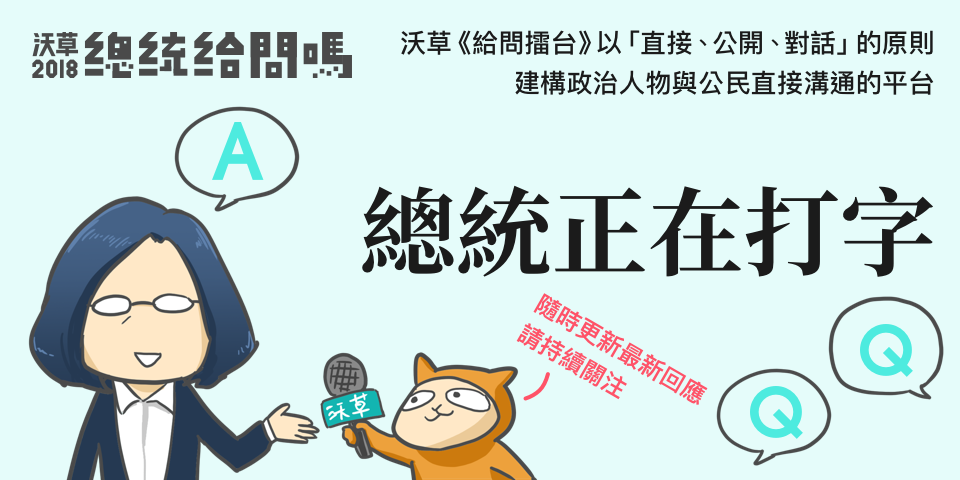 沃草
2018
總統給問嗎
沃草《給問擂台》以「直接、公開、對話」的原則
建構政治人物與公民直接溝通的平台
A
總統正在打字
隨時更新最新回應
請持續關注
沃草
Q
Q